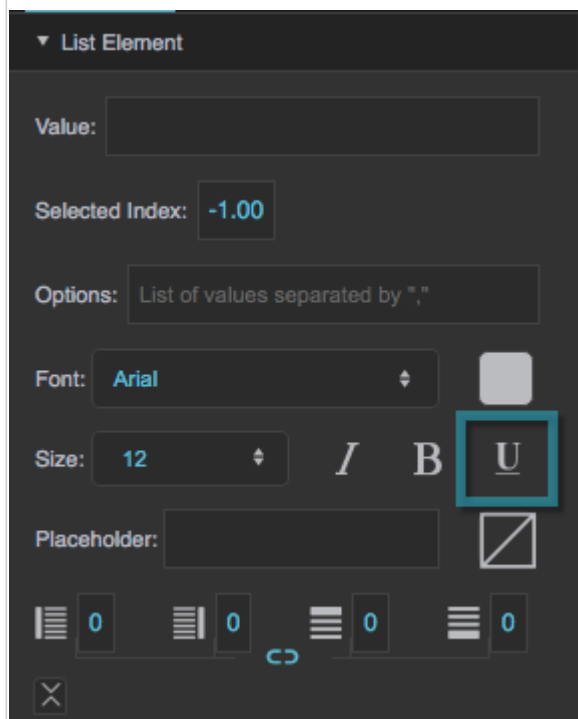 List Element
Value:
Selected Index: -1.00
Options: List of values separated by ","
Font: Arial
Size: 12 I B U
Placeholder:
0 0 0 0